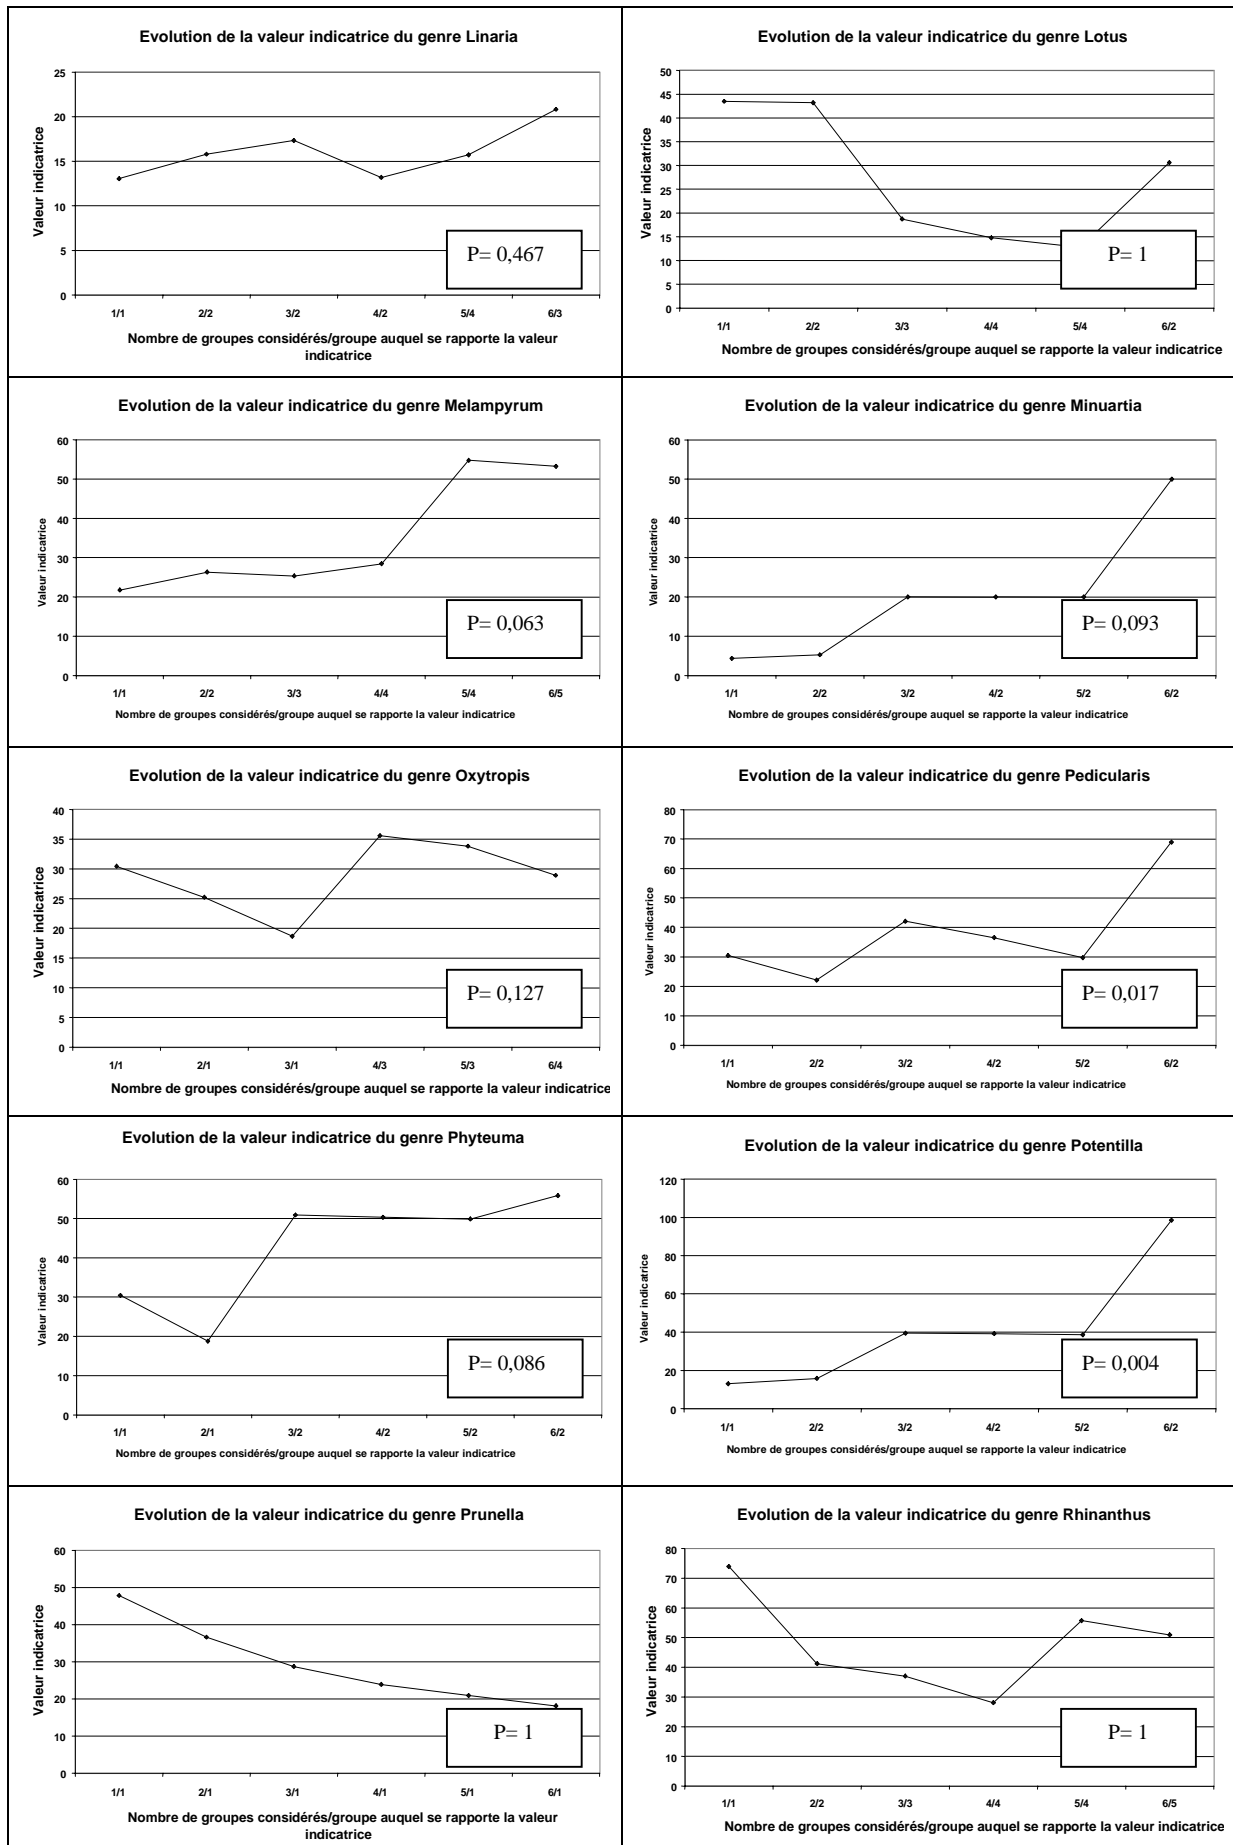 Evolution de la valeur indicatrice du genre Linaria
Valeur indicatrice
25
20
15
10
5
0
P= 0,467
1/1 2/2 3/2 4/2 5/4 6/3
Nombre de groupes considérés/groupe auquel se rapporte la valeur
indicatrice
Evolution de la valeur indicatrice du genre Lotus
Valeur indicatrice
50
45
40
35
30
25
20
15
10
5
0
P= 1
1/1 2/2 3/3 4/4 5/4 6/2
Nombre de groupes considérés/groupe auquel se rapporte la valeur indicatrice
Evolution de la valeur indicatrice du genre Melampyrum
Valeur indicatrice
60
50
40
30
20
10
0
P= 0,063
1/1 2/2 3/3 4/4 5/4 6/5
Nombre de groupes considérés/groupe auquel se rapporte la valeur indicatrice
Evolution de la valeur indicatrice du genre Minuartia
Valeur indicatrice
60
50
40
30
20
10
0
P= 0,093
1/1 2/2 3/2 4/2 5/2 6/2
Nombre de groupes considérés/groupe auquel se rapporte la valeur indicatrice
Evolution de la valeur indicatrice du genre Oxytropis
Valeur indicatrice
40
35
30
25
20
15
10
5
0
P= 0,127
1/1 2/1 3/1 4/3 5/3 6/4
Nombre de groupes considérés/groupe auquel se rapporte la valeur indicatrice
Evolution de la valeur indicatrice du genre Pedicularis
Valeur indicatrice
80
70
60
50
40
30
20
10
0
P= 0,017
1/1 2/2 3/2 4/2 5/2 6/2
Nombre de groupes considérés/groupe auquel se rapporte la valeur indicatrice
Evolution de la valeur indicatrice du genre Phyteuma
Valeur indicatrice
60
50
40
30
20
10
0
P= 0,086
1/1 2/1 3/2 4/2 5/2 6/2
Nombre de groupes considérés/groupe auquel se rapporte la valeur indicatrice
Evolution de la valeur indicatrice du genre Potentilla
Valeur indicatrice
120
100
80
60
40
20
0
P= 0,004
1/1 2/2 3/2 4/2 5/2 6/2
Nombre de groupes considérés/groupe auquel se rapporte la valeur indicatrice
Evolution de la valeur indicatrice du genre Prunella
Valeur indicatrice
60
50
40
30
20
10
0
P= 1
1/1 2/1 3/1 4/1 5/1 6/1
Nombre de groupes considérés/groupe auquel se rapporte la valeur
indicatrice
Evolution de la valeur indicatrice du genre Rhinanthus
Valeur indicatrice
80
70
60
50
40
30
20
10
0
P= 1
1/1 2/2 3/3 4/4 5/4 6/5
Nombre de groupes considérés/groupe auquel se rapporte la valeur indicatrice